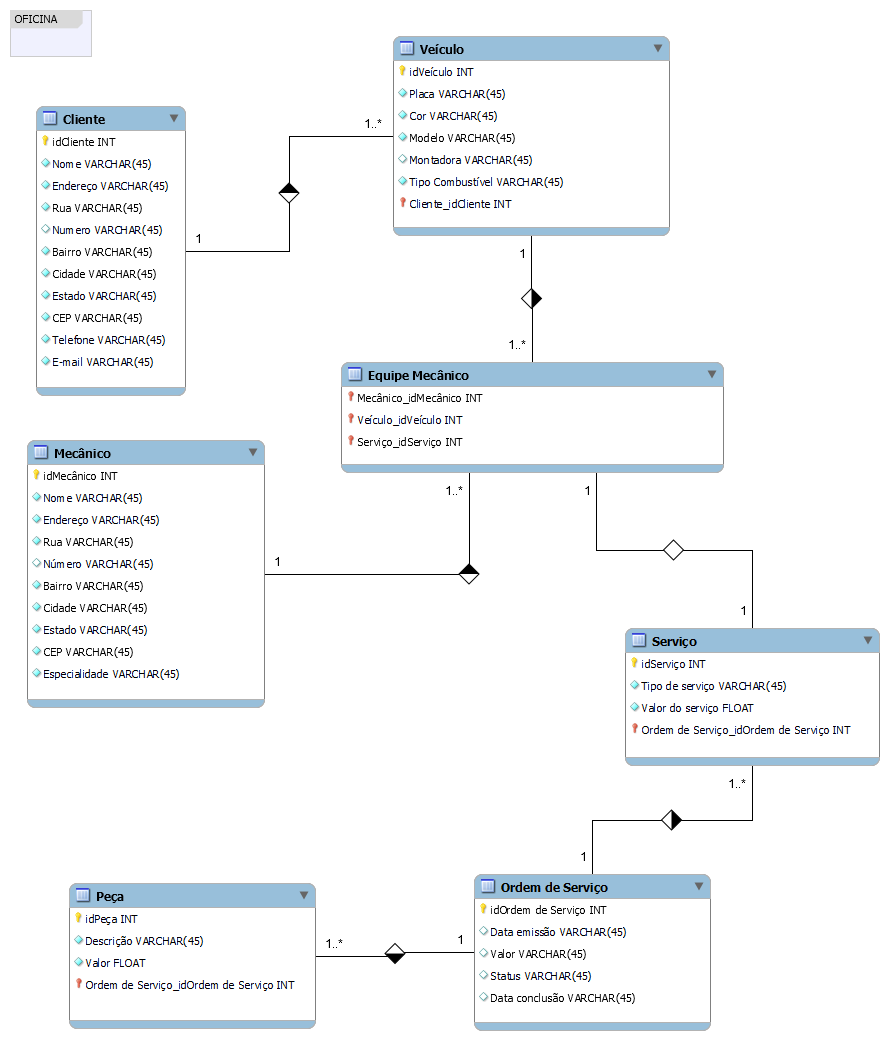 OFICINA
Veículo
idVeículo INT
Placa VARCHAR(45)
Cor VARCHAR(45)
Modelo VARCHAR(45)
Montadora VARCHAR(45)
Tipo Combustível VARCHAR(45)
Cliente_idCliente INT
1..*
1
Cliente
idCliente INT
Nome VARCHAR(45)
Endereço VARCHAR(45)
Rua VARCHAR(45)
Numero VARCHAR(45)
Bairro VARCHAR(45)
Cidade VARCHAR(45)
Estado VARCHAR(45)
CEP VARCHAR(45)
Telefone VARCHAR(45)
E-mail VARCHAR(45)
1
1..*
Equipe Mecânico
Mecânico_idMecânico INT
Veículo_idVeículo INT
Serviço_idServiço INT
1..*
1
Mecânico
idMecânico INT
Nome VARCHAR(45)
Endereço VARCHAR(45)
Rua VARCHAR(45)
Número VARCHAR(45)
Bairro VARCHAR(45)
Cidade VARCHAR(45)
Estado VARCHAR(45)
CEP VARCHAR(45)
Especialidade VARCHAR(45)
1
1
Serviço
idServiço INT
Tipo de serviço VARCHAR(45)
Valor do serviço FLOAT
Ordem de Serviço_idOrdem de Serviço INT
1..*
1
Peça
idPeça INT
Descrição VARCHAR(45)
Valor FLOAT
Ordem de Serviço_idOrdem de Serviço INT
1..*
1
Ordem de Serviço
idOrdem de Serviço INT
Data emissão VARCHAR(45)
Valor VARCHAR(45)
Status VARCHAR(45)
Data conclusão VARCHAR(45)